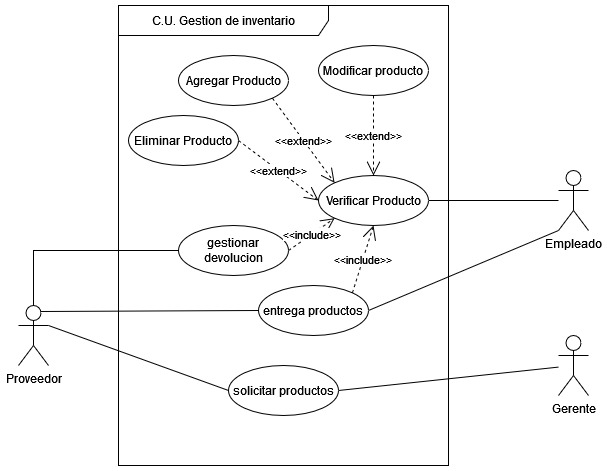 C.U. Gestion de inventario
Modificar producto
Agregar Producto
<<extend>>
<<extend>>
Eliminar Producto
<<extend>>
Verificar Producto
<<include>>
gestionar
devolucion
Empleado
<<include>>
entrega productos
Proveedor
solicitar productos
Gerente